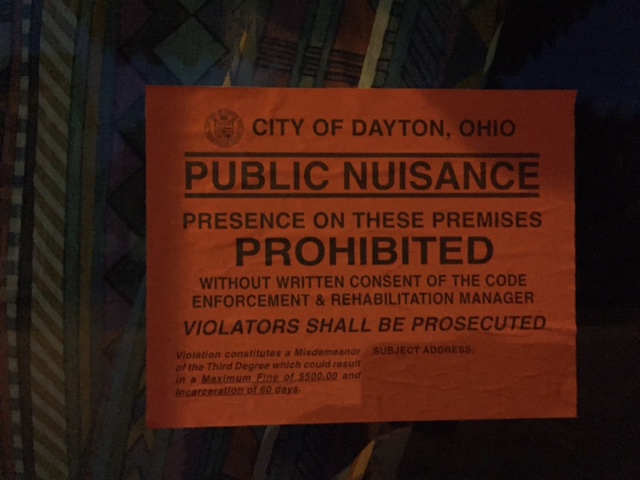 CITY OF DAYTON, OHIO
PUBLIC NUISANCE
PRESENCE ON THESE PREMISES
PROHIBITED
WITHOUT WRITTEN CONSENT OF THE CODE
ENFORCEMENT & REHABILITATION MANAGER
VIOLATORS SHALL BE PROSECUTED
Violation constitutes a Misdemeanor
of the Third Degree which could result
in a Maximum Fine of $500.00 and
Incarceration of 60 days.
SUBJECT ADDRESS: